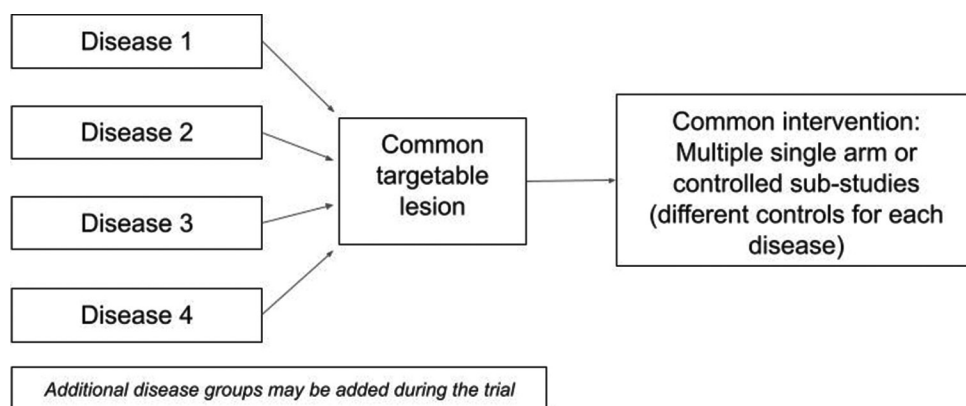 Disease 1
Disease 2
Disease 3
Disease 4
Common
targetable
lesion
Common intervention:
Multiple single arm or
controlled sub-studies
(different controls for each
disease)
Additional disease groups may be added during the trial